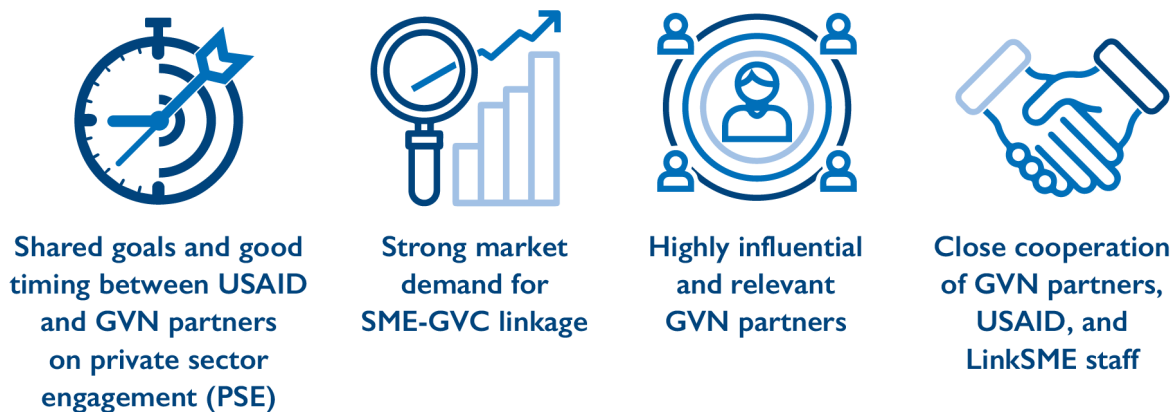 Shared goals and good
timing between USAID
and GVN partners
on private sector
engagement (PSE)
Strong market
demand for
SME-GVC linkage
Highly influential
and relevant
GVN partners
Close cooperation
of GVN partners,
USAID, and
LinkSME staff